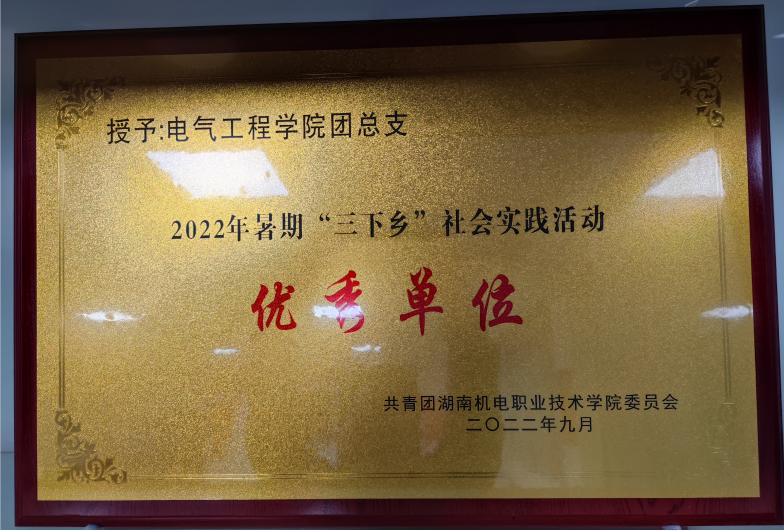 授予:电气工程学院团总支
2022年暑期“三下乡”社会实践活动
优秀单位
共青团湖南机电职业技术学院委员会
二〇二二年九月